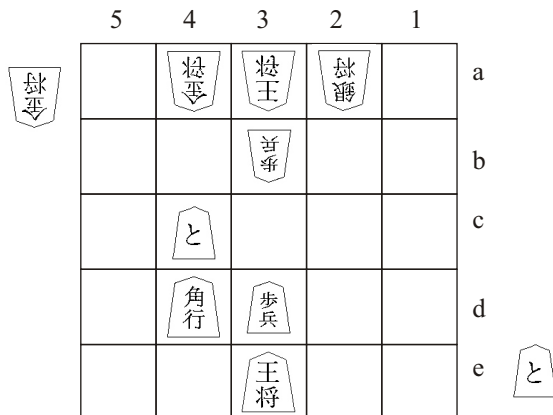 5 4 3 2 1
金将 金将 王将 銀将 a
歩兵 b
と c
角行 歩兵 d
王将 e と